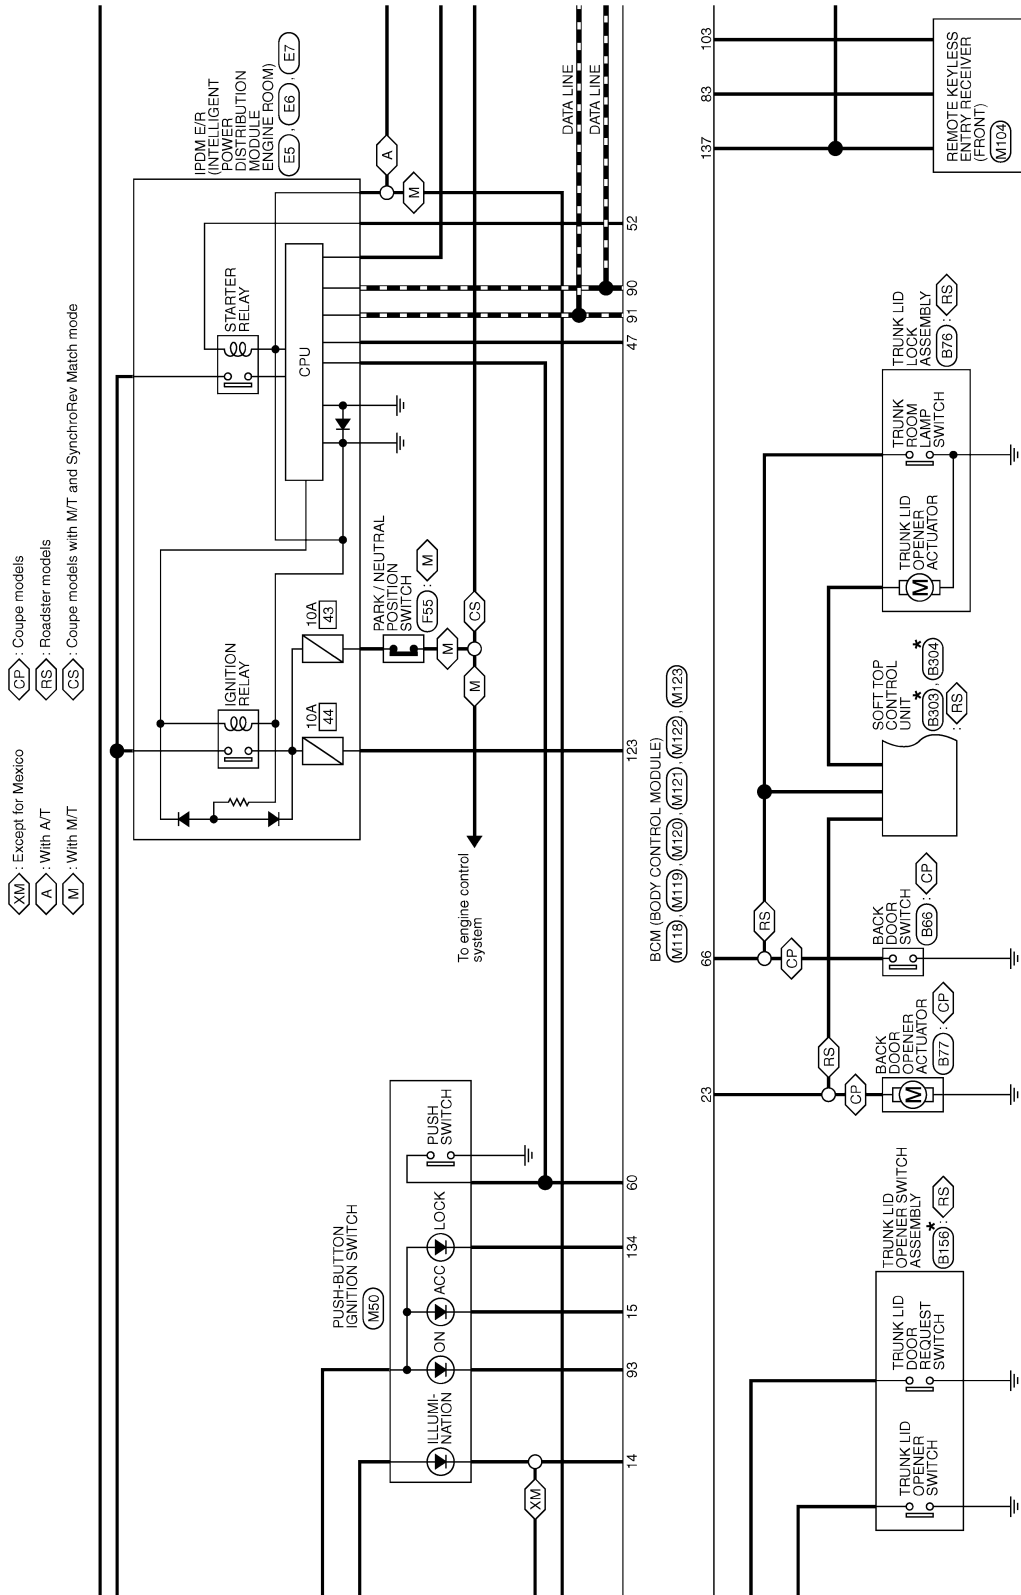 XM : Except for Mexico
A : With A/T
M : With M/T
CP : Coupe models
RS : Roadster models
CS : Coupe models with M/T and SynchroRev Match mode
IPDM E/R
(INTELLIGENT
POWER
DISTRIBUTION
MODULE
ENGINE ROOM)
E5 , E6 , E7
IGNITION
RELAY
STARTER
RELAY
CPU
10A
44
10A
43
PARK / NEUTRAL
POSITION
SWITCH
F55 : M
A
M
M
M
CS
To engine control
system
DATA LINE
DATA LINE
PUSH-BUTTON
IGNITION SWITCH
M50
ILLUMI-
NATION
ON
ACC
LOCK
PUSH
SWITCH
XM
14
93
15
134
60
123
47
91
90
52
BCM (BODY CONTROL MODULE)
M118 , M119 , M120 , M121 , M122 , M123
23
66
137
83
103
RS
CP
RS
CP
TRUNK LID
OPENER SWITCH
ASSEMBLY
B156* : RS
TRUNK LID
OPENER
SWITCH
TRUNK LID
DOOR
REQUEST
SWITCH
BACK
DOOR
OPENER
ACTUATOR
B77 : CP
M
BACK
DOOR
SWITCH
B66 : CP
SOFT TOP
CONTROL
UNIT
B303* , B304*
: RS
TRUNK LID
LOCK
ASSEMBLY
B76 : RS
TRUNK LID
OPENER
ACTUATOR
M
TRUNK
ROOM
LAMP
SWITCH
REMOTE KEYLESS
ENTRY RECEIVER
(FRONT)
M104